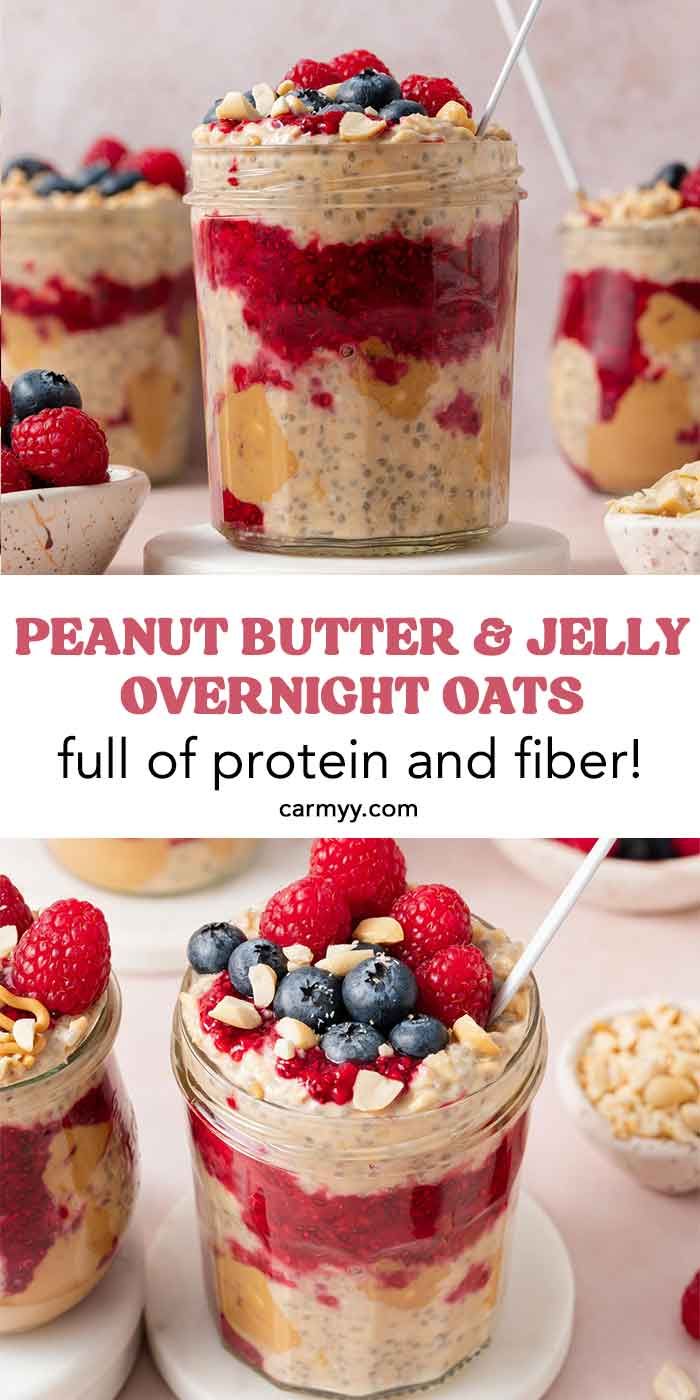 PEANUT BUTTER & JELLY
OVERNIGHT OATS
full of protein and fiber!
carmyy.com